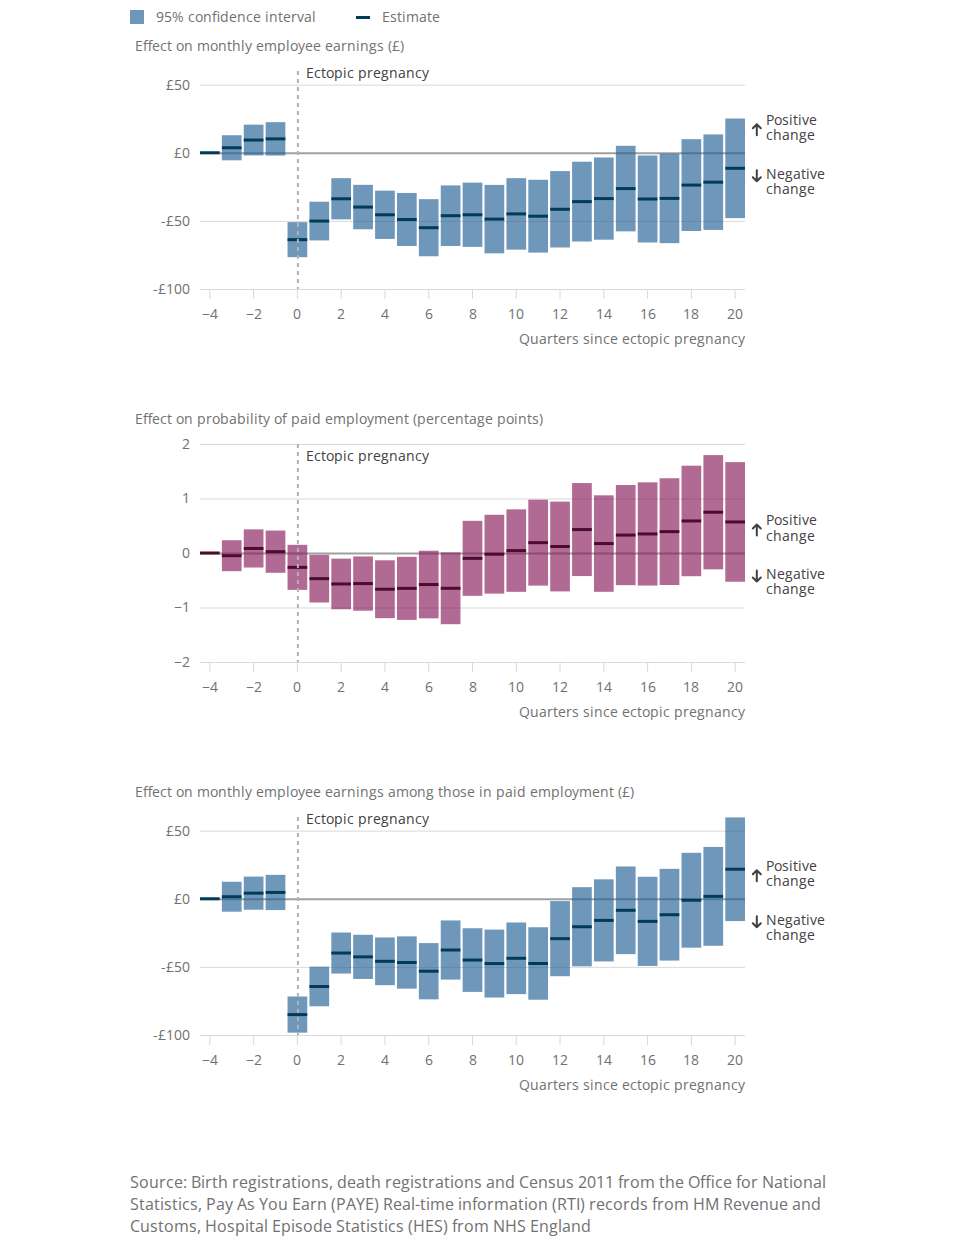 95% confidence interval Estimate
Effect on monthly employee earnings (£)
Ectopic pregnancy
£50
Positive
change
£0
Negative
change
-£50
-£100
−4 −2 0 2 4 6 8 10 12 14 16 18 20
Quarters since ectopic pregnancy
Effect on probability of paid employment (percentage points)
2
Ectopic pregnancy
1
Positive
change
0
Negative
change
−1
−2
−4 −2 0 2 4 6 8 10 12 14 16 18 20
Quarters since ectopic pregnancy
Effect on monthly employee earnings among those in paid employment (£)
Ectopic pregnancy
£50
Positive
change
£0
Negative
change
-£50
-£100
−4 −2 0 2 4 6 8 10 12 14 16 18 20
Quarters since ectopic pregnancy
Source: Birth registrations, death registrations and Census 2011 from the Office for National
Statistics, Pay As You Earn (PAYE) Real-time information (RTI) records from HM Revenue and
Customs, Hospital Episode Statistics (HES) from NHS England